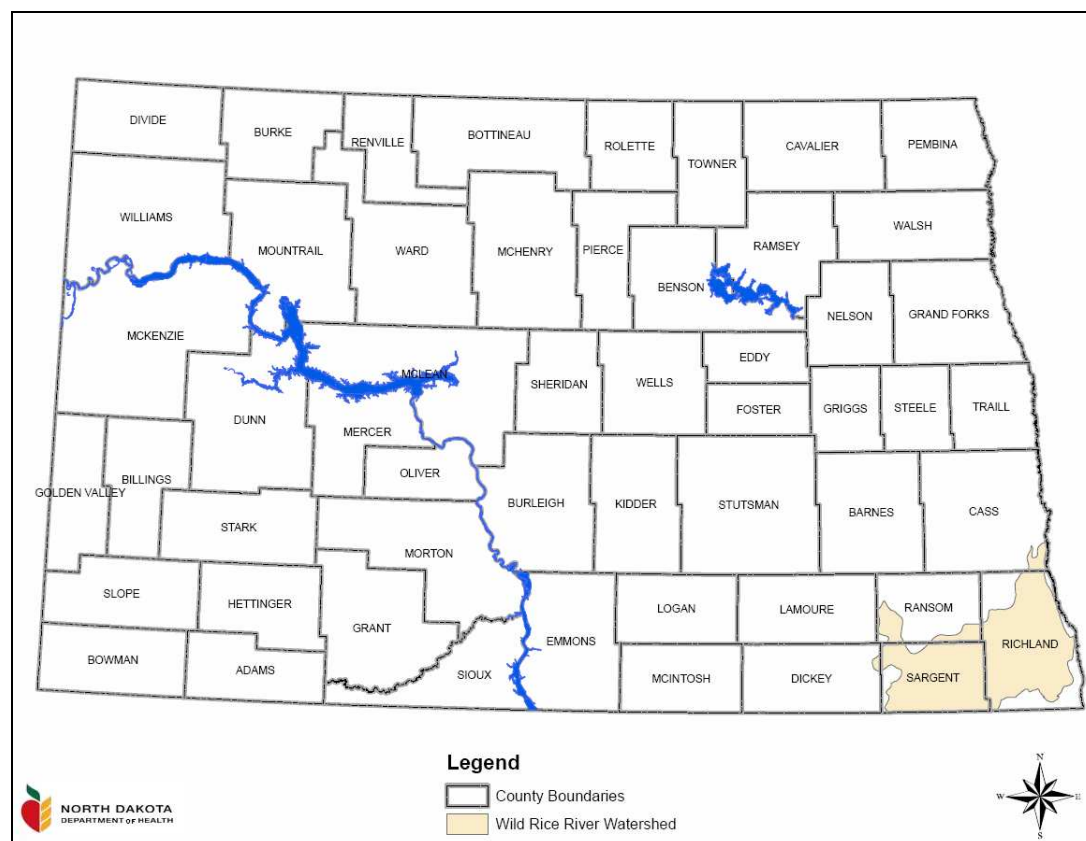 DIVIDE
BURKE
RENVILLE
BOTTINEAU
ROLETTE
TOWNER
CAVALIER
PEMBINA
WILLIAMS
MOUNTRAIL
WARD
MCHENRY
PIERCE
BENSON
RAMSEY
WALSH
MCKENZIE
NELSON
GRAND FORKS
DUNN
MCLEAN
SHERIDAN
WELLS
EDDY
FOSTER
GRIGGS
STEELE
TRAILL
MERCER
OLIVER
GOLDEN VALLEY
BILLINGS
STARK
BURLEIGH
KIDDER
STUTSMAN
BARNES
CASS
MORTON
SLOPE
HETTINGER
GRANT
EMMONS
LOGAN
LAMOURE
RANSOM
RICHLAND
BOWMAN
ADAMS
SIOUX
MCINTOSH
DICKEY
SARGENT
Legend
County Boundaries
Wild Rice River Watershed
NORTH DAKOTA
DEPARTMENT of HEALTH
N
W
E
S